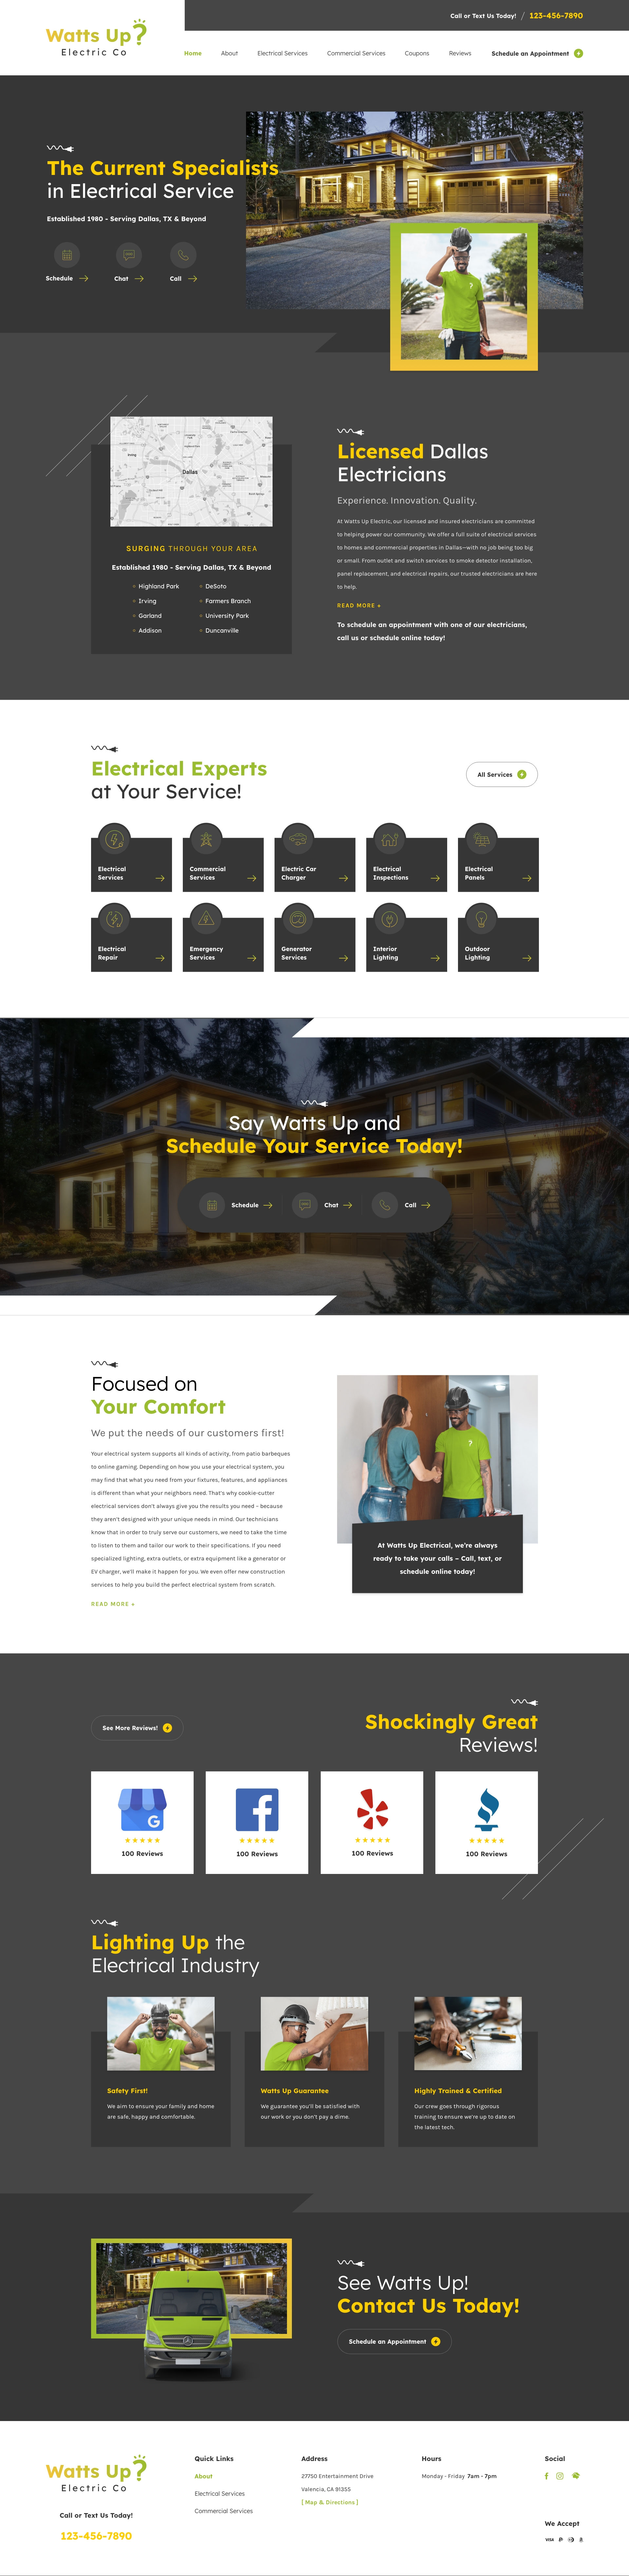 Call or Text Us Today! / 123-456-7890
Watts Up?
Electric Co
Home
About
Electrical Services
Commercial Services
Coupons
Reviews
Schedule an Appointment
The Current Specialists
in Electrical Service
Established 1980 - Serving Dallas, TX & Beyond
Schedule
Chat
Call
Irving
Dallas
SURGING THROUGH YOUR AREA
Established 1980 - Serving Dallas, TX & Beyond
Highland Park
DeSoto
Irving
Farmers Branch
Garland
University Park
Addison
Duncanville
Licensed Dallas
Electricians
Experience. Innovation. Quality.
At Watts Up Electric, our licensed and insured electricians are committed
to helping power our community. We offer a full suite of electrical services
to homes and commercial properties in Dallas—with no job being too big
or small. From outlet and switch services to smoke detector installation,
panel replacement, and electrical repairs, our trusted electricians are here
to help.
READ MORE +
To schedule an appointment with one of our electricians,
call us or schedule online today!
Electrical Experts
at Your Service!
All Services
Electrical
Services
Commercial
Services
Electric Car
Charger
Electrical
Inspections
Electrical
Panels
Electrical
Repair
Emergency
Services
Generator
Services
Interior
Lighting
Outdoor
Lighting
Say Watts Up and
Schedule Your Service Today!
Schedule
Chat
Call
Focused on
Your Comfort
We put the needs of our customers first!
Your electrical system supports all kinds of activity, from patio barbeques
to online gaming. Depending on how you use your electrical system, you
may find that what you need from your fixtures, features, and appliances
is different than what your neighbors need. That's why cookie-cutter
electrical services don't always give you the results you need – because
they aren't designed with your unique needs in mind. Our technicians
know that in order to truly serve our customers, we need to take the time
to listen to them and tailor our work to their specifications. If you need
specialized lighting, extra outlets, or extra equipment like a generator or
EV charger, we'll make it happen for you. We even offer new construction
services to help you build the perfect electrical system from scratch.
READ MORE +
At Watts Up Electrical, we're always
ready to take your calls – Call, text, or
schedule online today!
See More Reviews!
Shockingly Great
Reviews!
G
100 Reviews
100 Reviews
100 Reviews
100 Reviews
Lighting Up the
Electrical Industry
Safety First!
We aim to ensure your family and home
are safe, happy and comfortable.
Watts Up Guarantee
We guarantee you'll be satisfied with
our work or you don't pay a dime.
Highly Trained & Certified
Our crew goes through rigorous
training to ensure we're up to date on
the latest tech.
See Watts Up!
Contact Us Today!
Schedule an Appointment
Watts Up?
Electric Co
Call or Text Us Today!
123-456-7890
Quick Links
About
Electrical Services
Commercial Services
Address
27750 Entertainment Drive
Valencia, CA 91355
[ Map & Directions ]
Hours
Monday - Friday 7am - 7pm
Social
We Accept
VISA